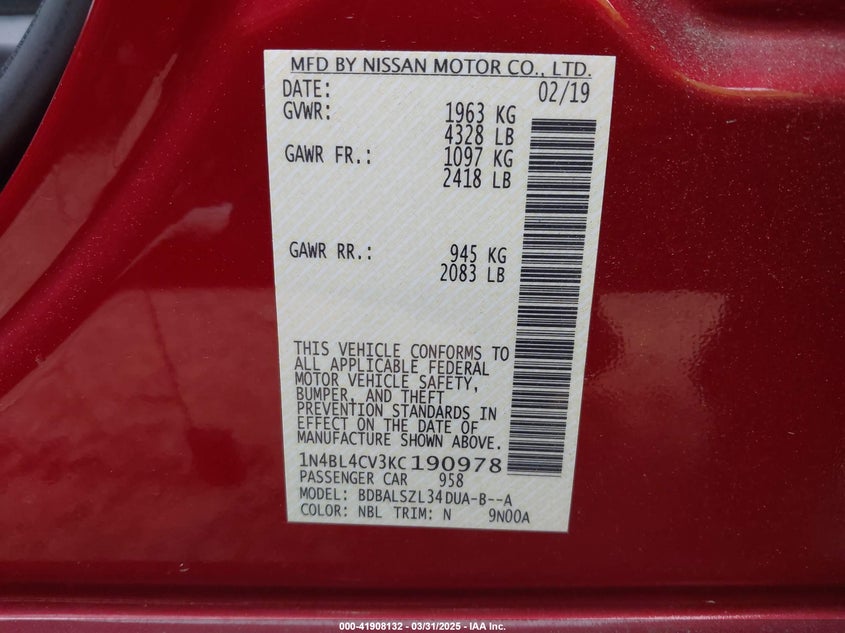 MFD BY NISSAN MOTOR CO., LTD.
DATE: 02/19
GVWR: 1963 KG
4328 LB
GAWR FR.: 1097 KG
2418 LB
GAWR RR.: 945 KG
2083 LB
THIS VEHICLE CONFORMS TO
ALL APPLICABLE FEDERAL
MOTOR VEHICLE SAFETY,
BUMPER, AND THEFT
PREVENTION STANDARDS IN
EFFECT ON THE DATE OF
MANUFACTURE SHOWN ABOVE.
1N4BL4CV3KC190978
PASSENGER CAR 958
MODEL: BDBALSZL34DUA-B--A
COLOR: NBL TRIM: N 9N00A
000-41908132 - 03/31/2025 - IAA Inc.